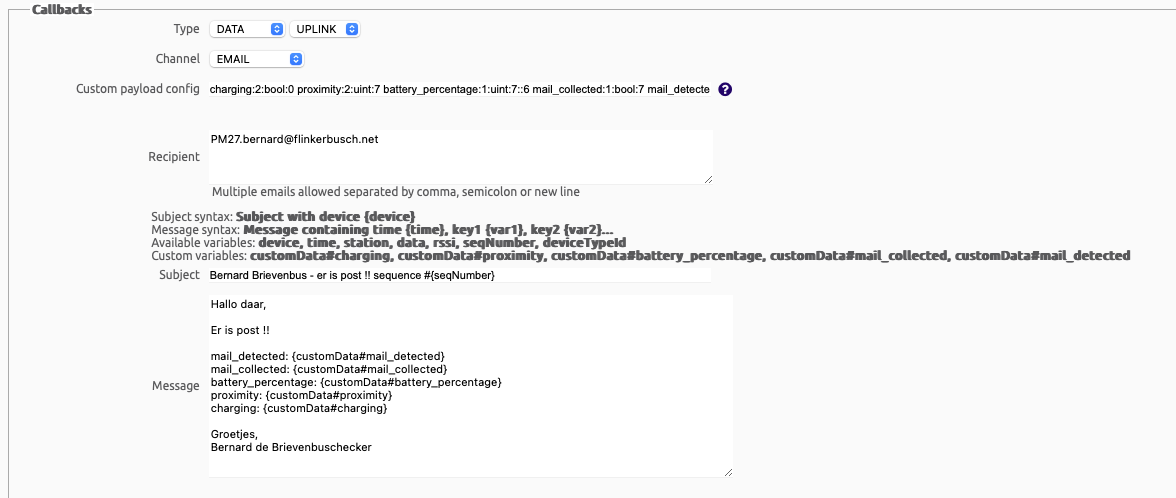 Callbacks
Type DATA UPLINK
Channel EMAIL
Custom payload config charging:2:bool:0 proximity:2:uint:7 battery_percentage:1:uint:7::6 mail_collected:1:bool:7 mail_detecte ?
Recipient PM27.bernard@flinkerbusch.net
Multiple emails allowed separated by comma, semicolon or new line
Subject syntax: Subject with device {device}
Message syntax: Message containing time {time}, key1 {var1}, key2 {var2}...
Available variables: device, time, station, data, rssi, seqNumber, deviceTypeId
Custom variables: customData#charging, customData#proximity, customData#battery_percentage, customData#mail_collected, customData#mail_detected
Subject Bernard Brievenbus - er is post !! sequence #{seqNumber}
Message
Hallo daar,
Er is post !!
mail_detected: {customData#mail_detected}
mail_collected: {customData#mail_collected}
battery_percentage: {customData#battery_percentage}
proximity: {customData#proximity}
charging: {customData#charging}
Groetjes,
Bernard de Brievenbuschecker